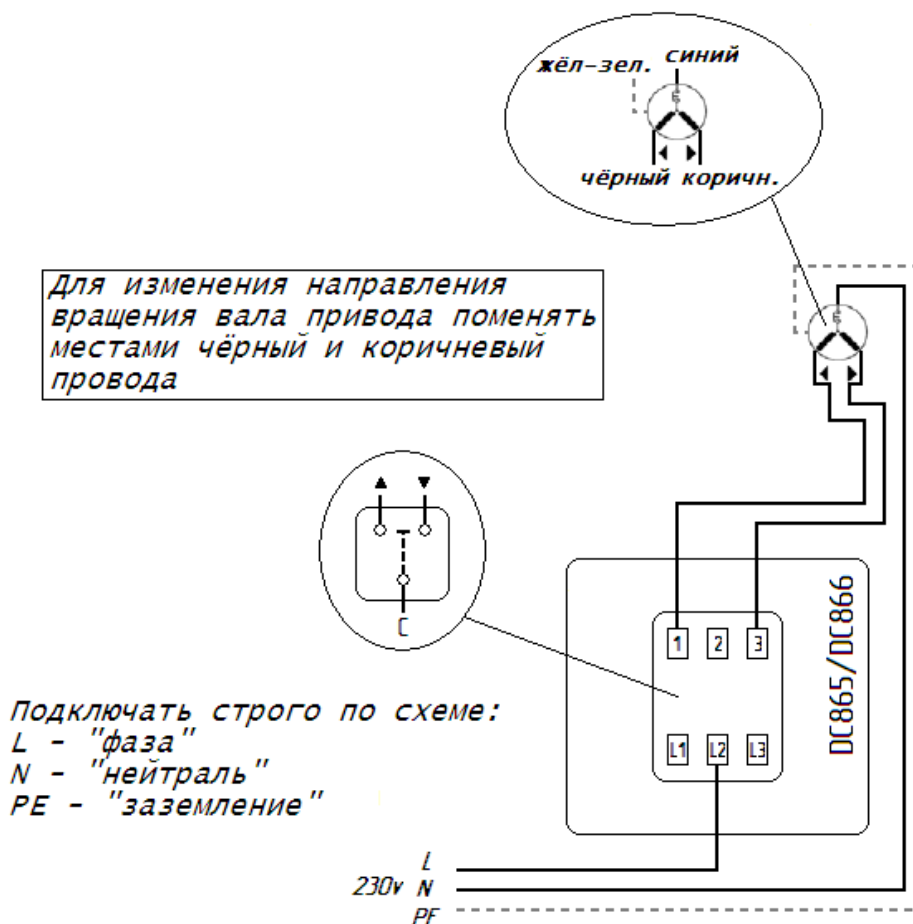 жёл-зел.
синий
Б
чёрный коричн.
Для изменения направления
вращения вала привода поменять
местами чёрный и коричневый
провода
Б
С
1 2 3
L1 L2 L3
DC865/DC866
Подключать строго по схеме:
L - "фаза"
N - "нейтраль"
PE - "заземление"
L
230v N
PE